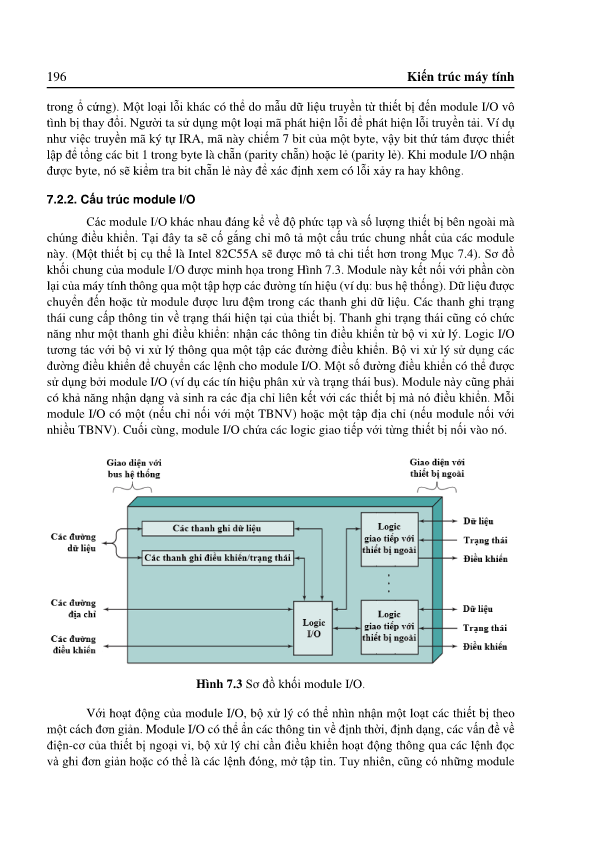 196 Kiến trúc máy tính
trong ổ cứng). Một loại lỗi khác có thể do mẫu dữ liệu truyền từ thiết bị đến module I/O vô
tình bị thay đổi. Người ta sử dụng một loại mã phát hiện lỗi để phát hiện lỗi truyền tải. Ví dụ
như việc truyền mã ký tự IRA, mã này chiếm 7 bit của một byte, vậy bit thứ tám được thiết
lập để tổng các bit 1 trong byte là chẵn (parity chẵn) hoặc lẻ (parity lẻ). Khi module I/O nhận
được byte, nó sẽ kiểm tra bit chẵn lẻ này để xác định xem có lỗi xảy ra hay không.
7.2.2. Cấu trúc module I/O
Các module I/O khác nhau đáng kể về độ phức tạp và số lượng thiết bị bên ngoài mà
chúng điều khiển. Tại đây ta sẽ cố gắng chỉ mô tả một cấu trúc chung nhất của các module
này. (Một thiết bị cụ thể là Intel 82C55A sẽ được mô tả chi tiết hơn trong Mục 7.4). Sơ đồ
khối chung của module I/O được minh họa trong Hình 7.3. Module này kết nối với phần còn
lại của máy tính thông qua một tập hợp các đường tín hiệu (ví dụ: bus hệ thống). Dữ liệu được
chuyển đến hoặc từ module được lưu đệm trong các thanh ghi dữ liệu. Các thanh ghi trạng
thái cung cấp thông tin về trạng thái hiện tại của thiết bị. Thanh ghi trạng thái cũng có chức
năng như một thanh ghi điều khiển: nhận các thông tin điều khiển từ bộ vi xử lý. Logic I/O
tương tác với bộ vi xử lý thông qua một tập các đường điều khiển. Bộ vi xử lý sử dụng các
đường điều khiển để chuyển các lệnh cho module I/O. Một số đường điều khiển có thể được
sử dụng bởi module I/O (ví dụ các tín hiệu phân xử và trạng thái bus). Module này cũng phải
có khả năng nhận dạng và sinh ra các địa chỉ liên kết với các thiết bị mà nó điều khiển. Mỗi
module I/O có một (nếu chỉ nối với một TBNV) hoặc một tập địa chỉ (nếu module nối với
nhiều TBNV). Cuối cùng, module I/O chứa các logic giao tiếp với từng thiết bị nối vào nó.
Giao diện với
bus hệ thống
Giao diện với
thiết bị ngoài
Các đường
dữ liệu
Các thanh ghi dữ liệu
Các thanh ghi điều khiển/trạng thái
Logic
giao tiếp với
thiết bị ngoài
Dữ liệu
Trạng thái
Điều khiển
Các đường
địa chỉ
Các đường
điều khiển
Logic
I/O
Logic
giao tiếp với
thiết bị ngoài
Dữ liệu
Trạng thái
Điều khiển
Hình 7.3 Sơ đồ khối module I/O.
Với hoạt động của module I/O, bộ xử lý có thể nhìn nhận một loạt các thiết bị theo
một cách đơn giản. Module I/O có thể ẩn các thông tin về định thời, định dạng, các vấn đề về
điện-cơ của thiết bị ngoại vi, bộ xử lý chỉ cần điều khiển hoạt động thông qua các lệnh đọc
và ghi đơn giản hoặc có thể là các lệnh đóng, mở tập tin. Tuy nhiên, cũng có những module